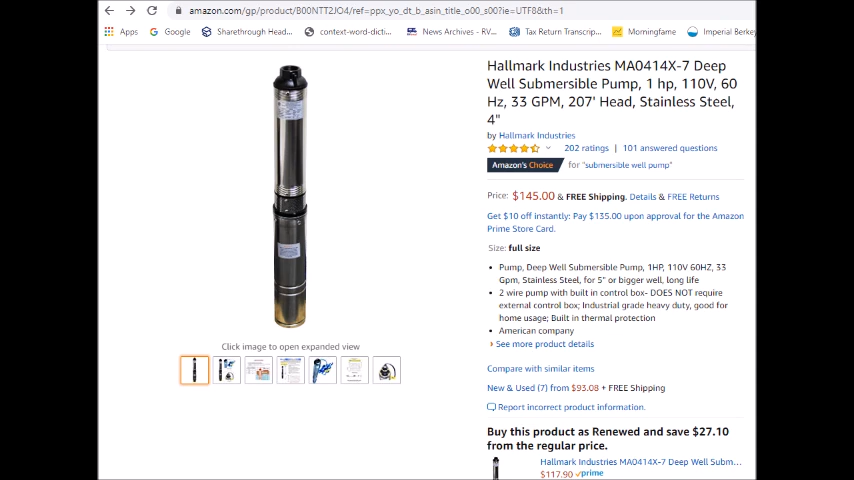 amazon.com/gp/product/B00NTT2JO4/ref=ppx_yo_dt_b_asin_title_o00_s00?ie=UTF8&th=1
Apps Google Sharethrough Head... context-word-dicti... News Archives - RV... Tax Return Transcrip... Morningfame Imperial Berkey
Hallmark Industries MA0414X-7 Deep
Well Submersible Pump, 1 hp, 110V, 60
Hz, 33 GPM, 207' Head, Stainless Steel,
4"
by Hallmark Industries
202 ratings | 101 answered questions
Amazon's Choice for "submersible well pump"
Price: $145.00 & FREE Shipping. Details & FREE Returns
Get $10 off instantly: Pay $135.00 upon approval for the Amazon
Prime Store Card.
Size: full size
Pump, Deep Well Submersible Pump, 1HP, 110V 60HZ, 33
Gpm, Stainless Steel, for 5" or bigger well, long life
2 wire pump with built in control box- DOES NOT require
external control box; Industrial grade heavy duty, good for
home usage; Built in thermal protection
American company
See more product details
Click image to open expanded view
Compare with similar items
New & Used (7) from $93.08 + FREE Shipping
Report incorrect product information.
Buy this product as Renewed and save $27.10
from the regular price.
Hallmark Industries MA0414X-7 Deep Well Subm...
$117.90 prime